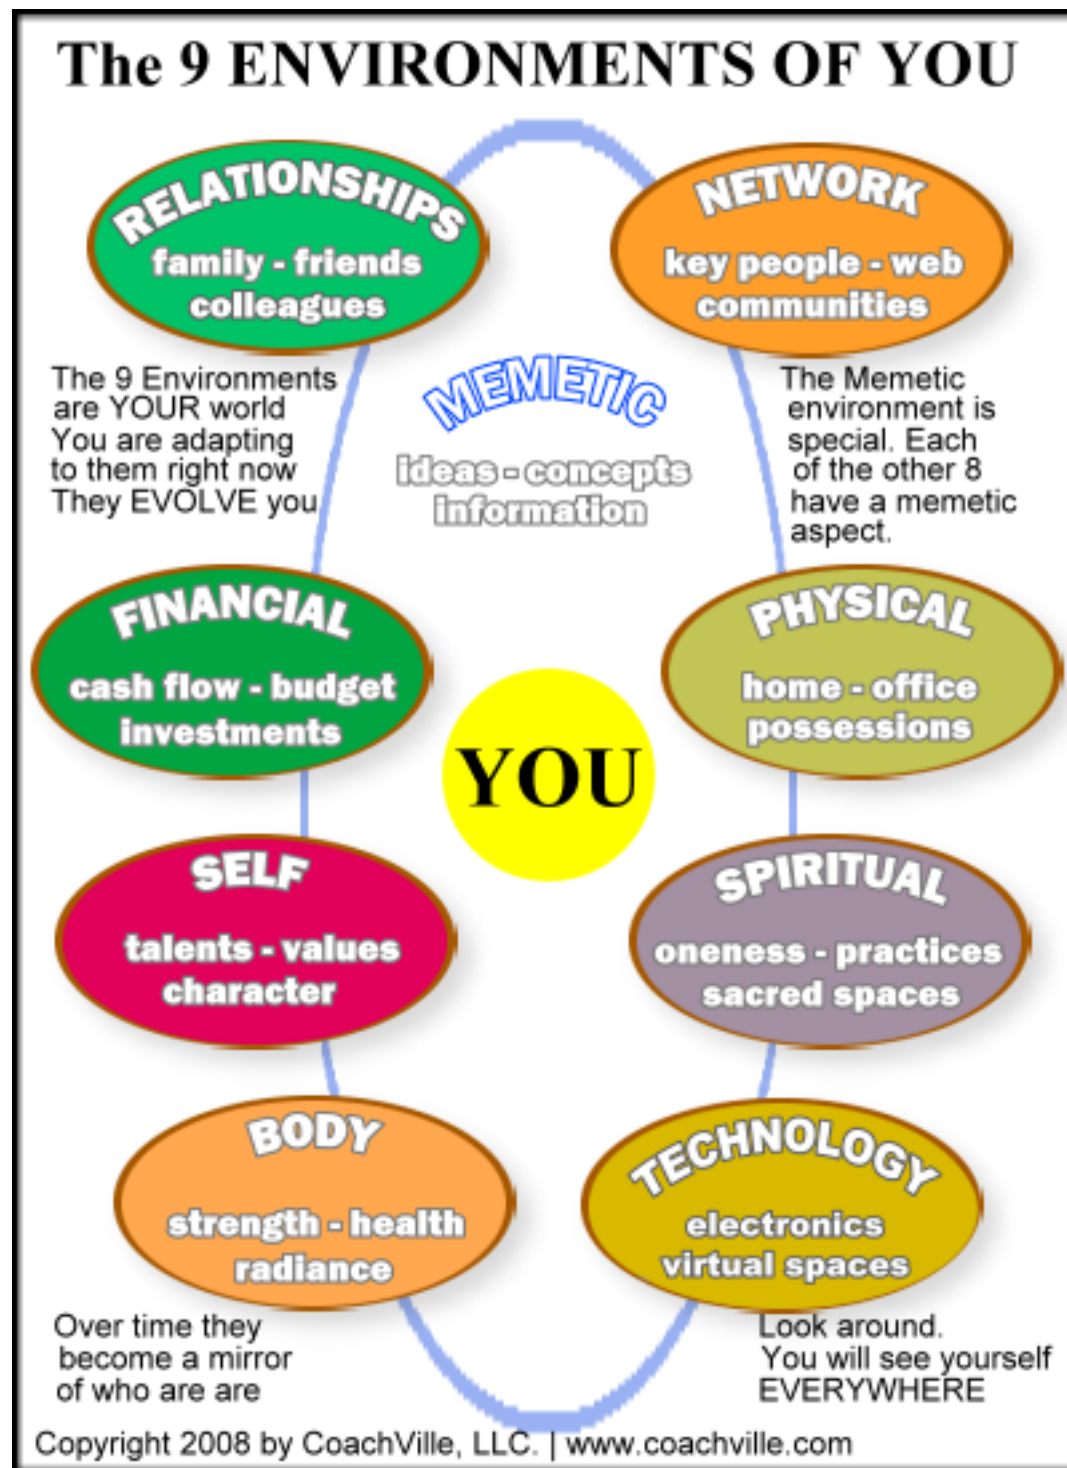 The 9 ENVIRONMENTS OF YOU
RELATIONSHIPS
family - friends
colleagues
NETWORK
key people - web
communities
The 9 Environments
are YOUR world
You are adapting
to them right now
They EVOLVE you
MEMETIC
ideas - concepts
information
The Memetic
environment is
special. Each
of the other 8
have a memetic
aspect.
FINANCIAL
cash flow - budget
investments
PHYSICAL
home - office
possessions
YOU
SELF
talents - values
character
SPIRITUAL
oneness - practices
sacred spaces
BODY
strength - health
radiance
TECHNOLOGY
electronics
virtual spaces
Over time they
become a mirror
of who are are
Look around.
You will see yourself
EVERYWHERE
Copyright 2008 by CoachVille, LLC. | www.coachville.com